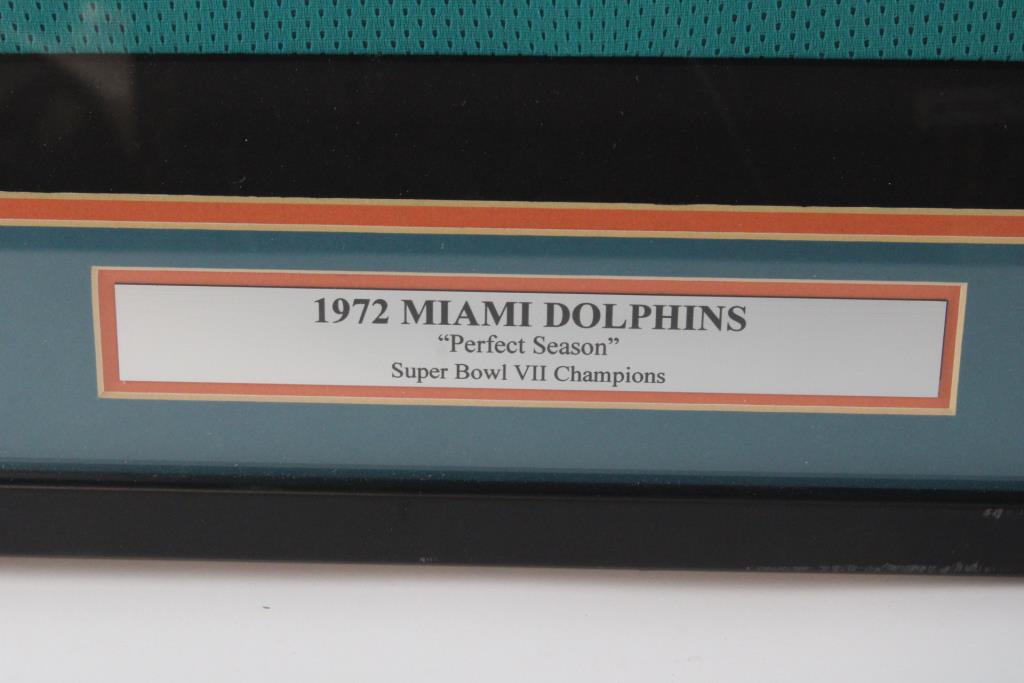 1972 MIAMI DOLPHINS
“Perfect Season”
Super Bowl VII Champions